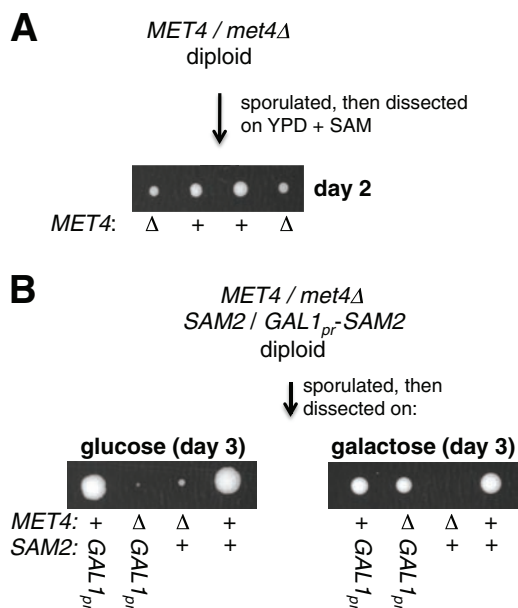 A
MET4 / met4Δ
diploid
sporulated, then dissected
on YPD + SAM
day 2
MET4: Δ + + Δ
B
MET4 / met4Δ
SAM2 / GAL1pr-SAM2
diploid
sporulated, then
dissected on:
glucose (day 3) galactose (day 3)
MET4: + Δ Δ + + Δ Δ +
SAM2: GAL1pr GAL1pr + + GAL1pr GAL1pr + +